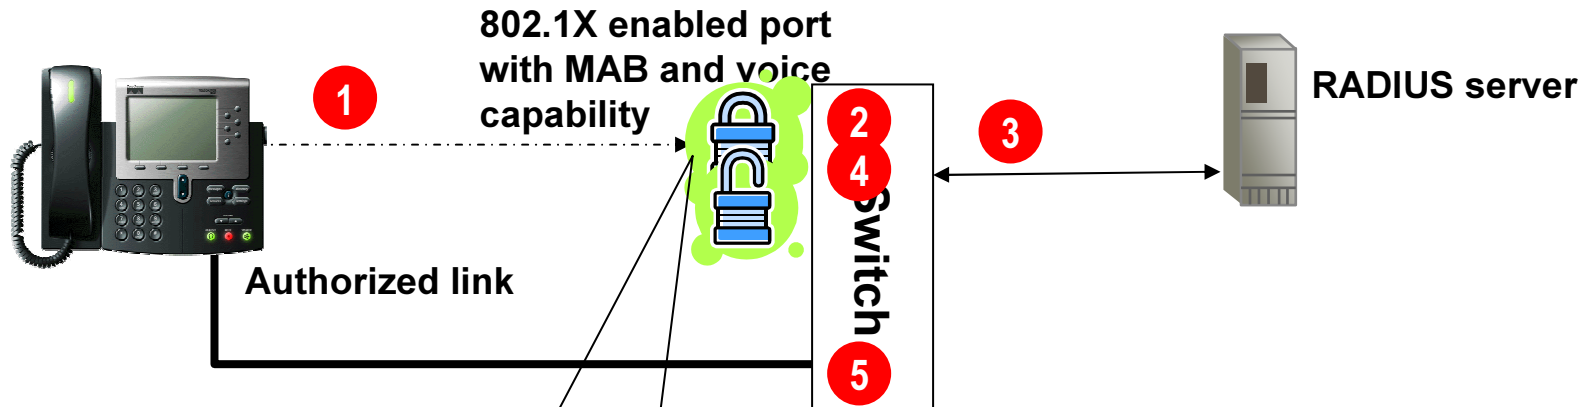 802.1X enabled port
with MAB and voice
capability
RADIUS server
1
2
3
4
Switch
Authorized link
5